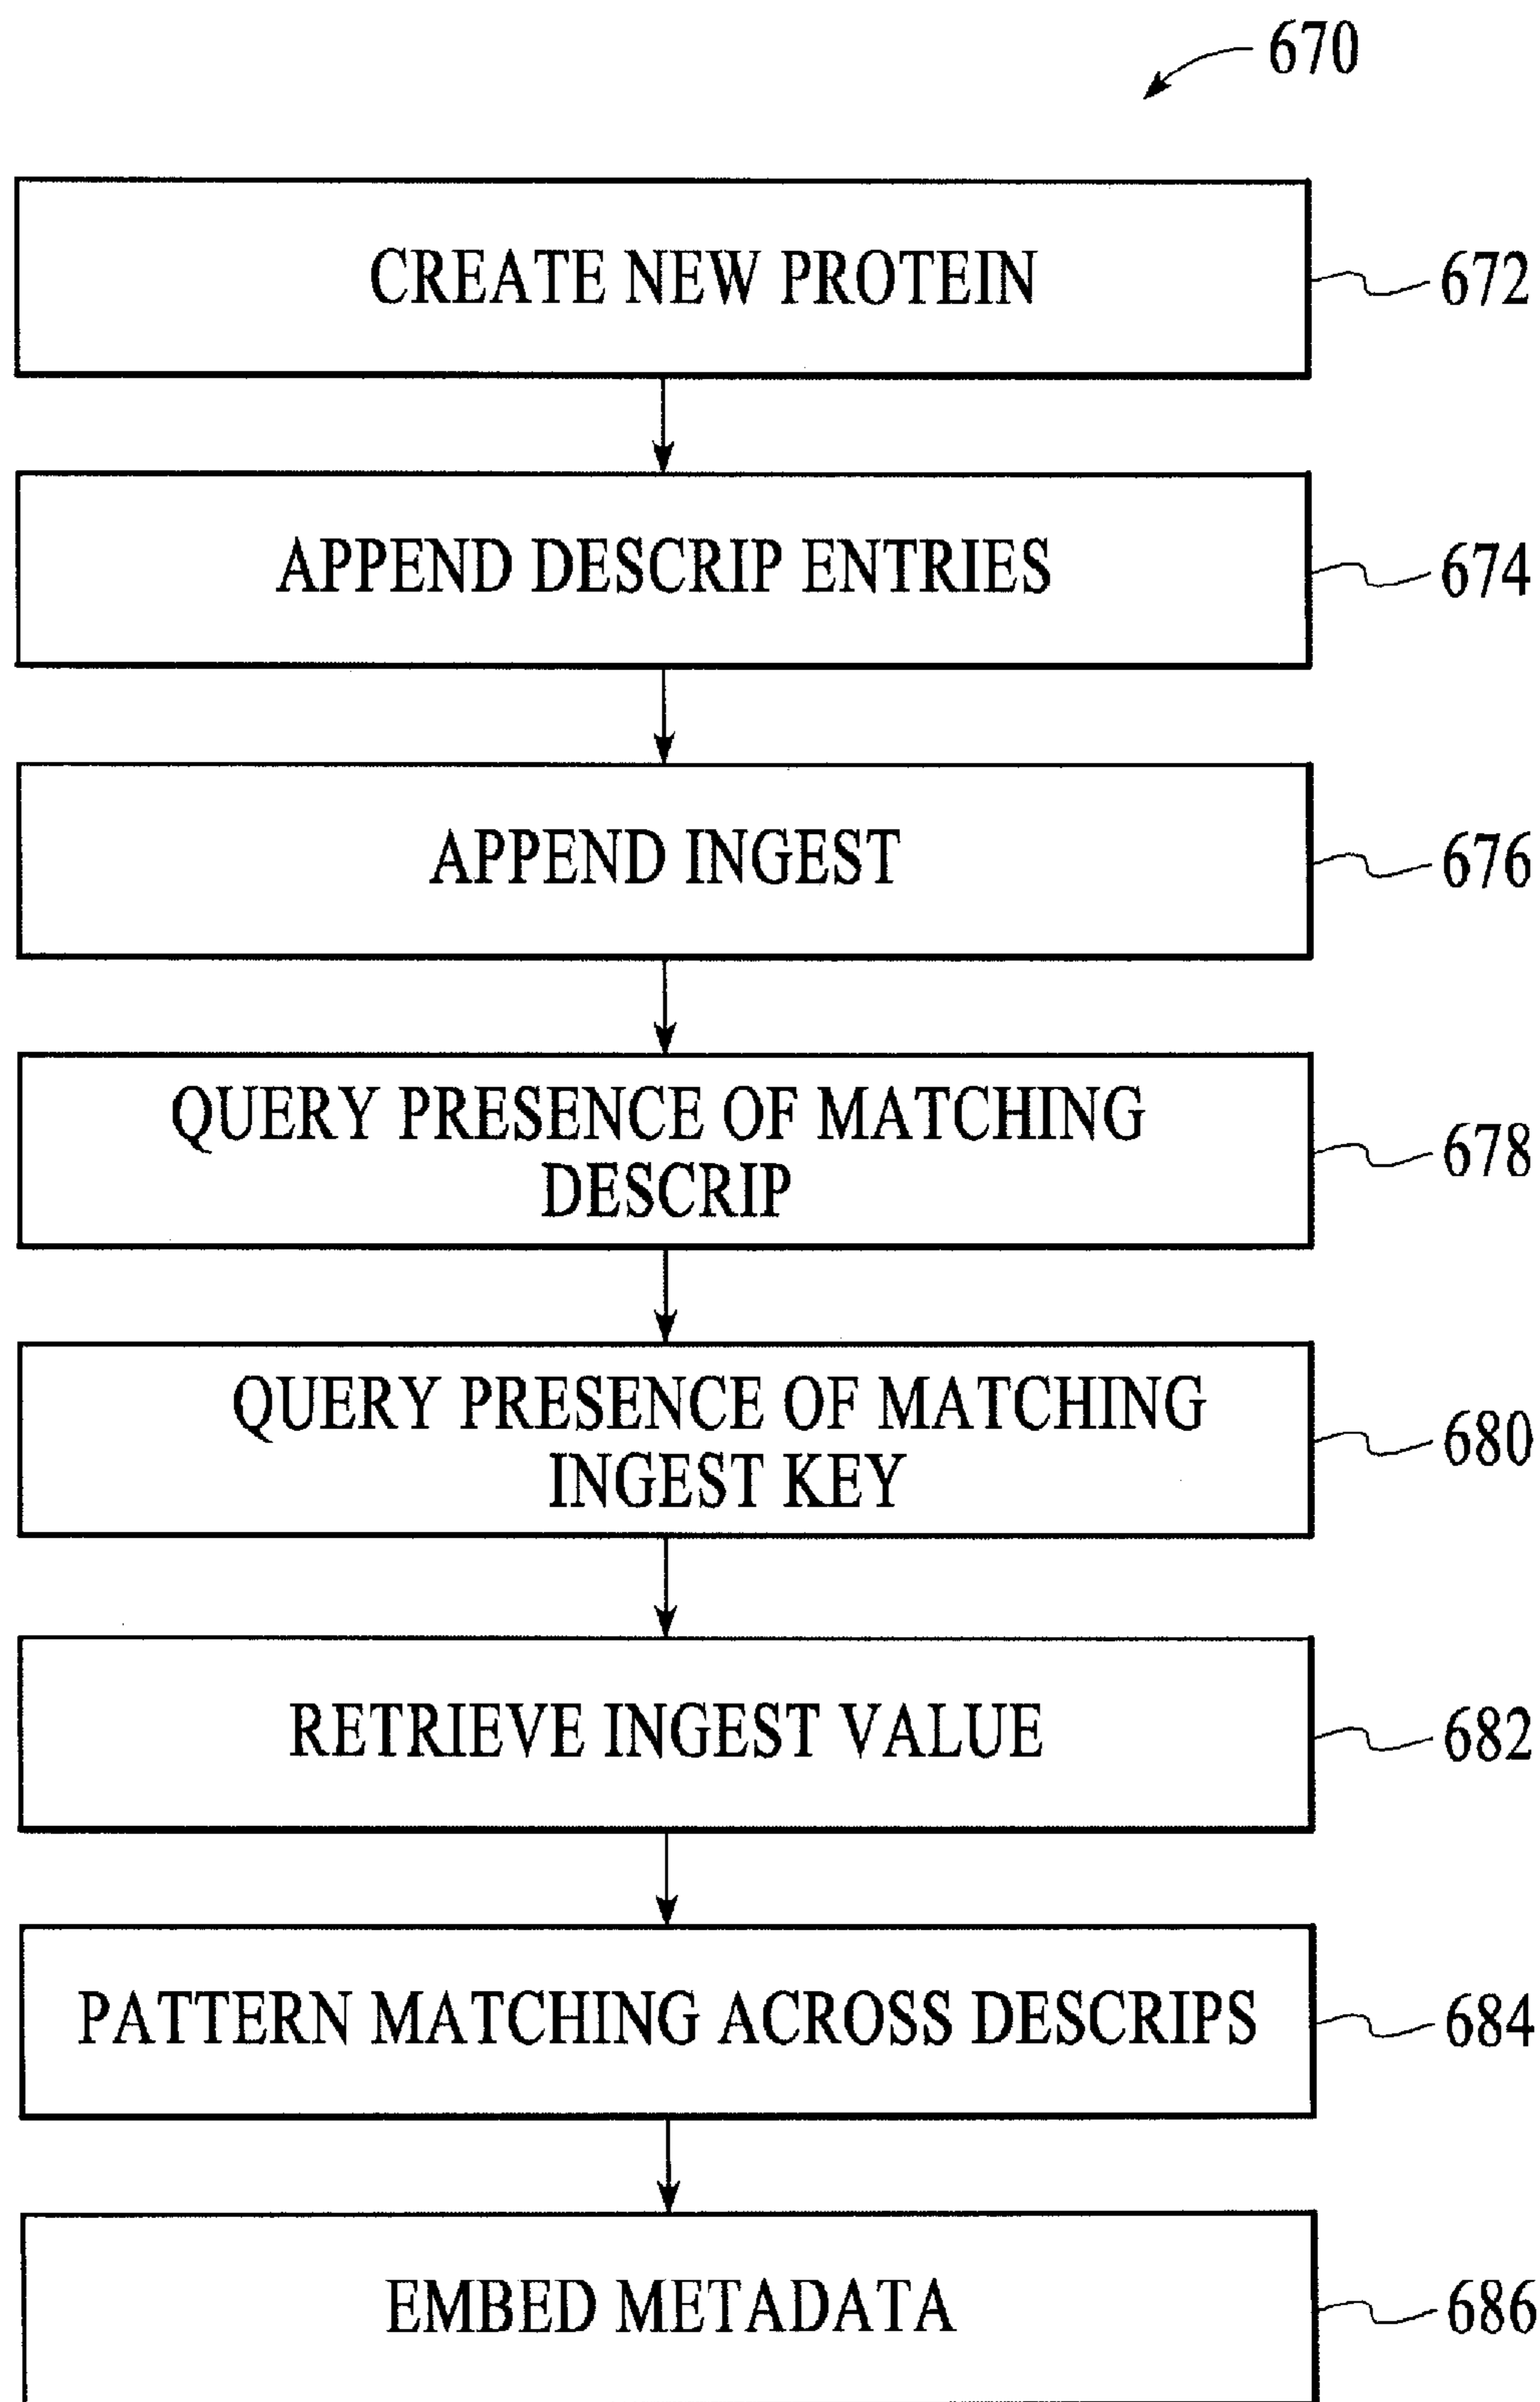 670
CREATE NEW PROTEIN
672
APPEND DESCRIP ENTRIES
674
APPEND INGEST
676
QUERY PRESENCE OF MATCHING
DESCRIP
678
QUERY PRESENCE OF MATCHING
INGEST KEY
680
RETRIEVE INGEST VALUE
682
PATTERN MATCHING ACROSS DESCRIPS
684
EMBED METADATA
686